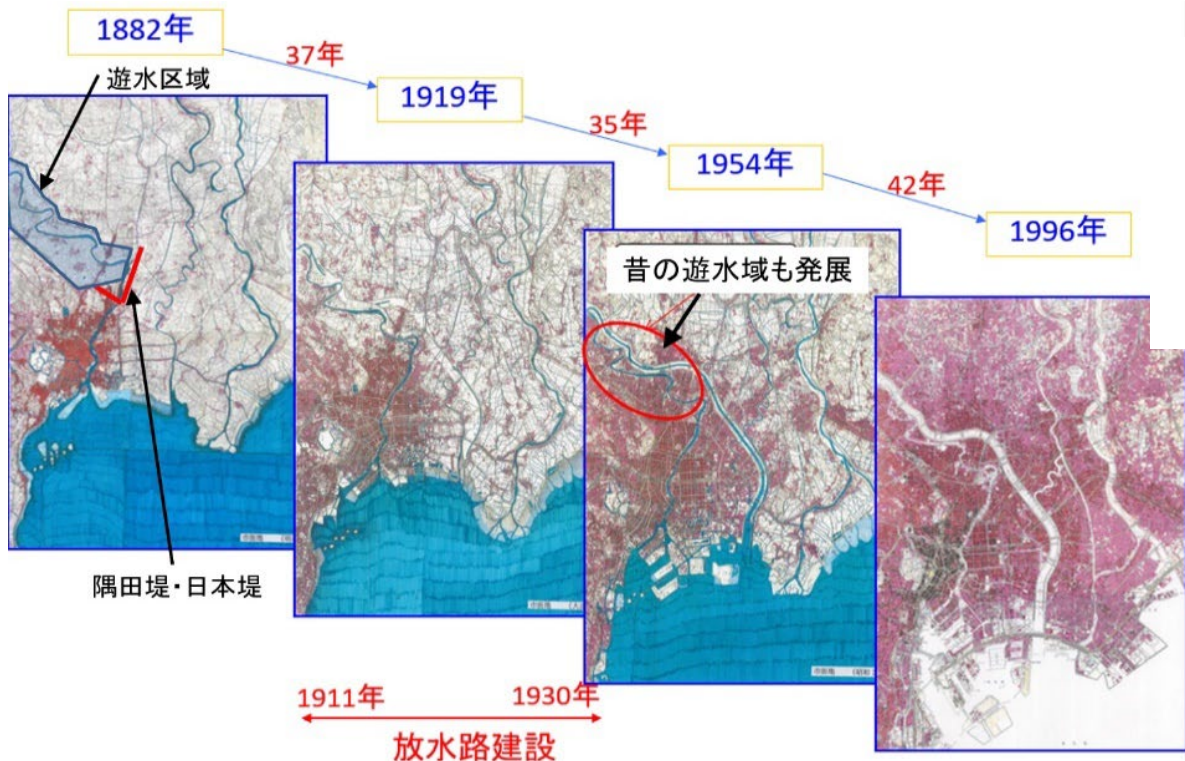 1882年
37年
遊水区域
1919年
35年
1954年
42年
1996年
昔の遊水域も発展
隅田堤・日本堤
1911年
1930年
放水路建設